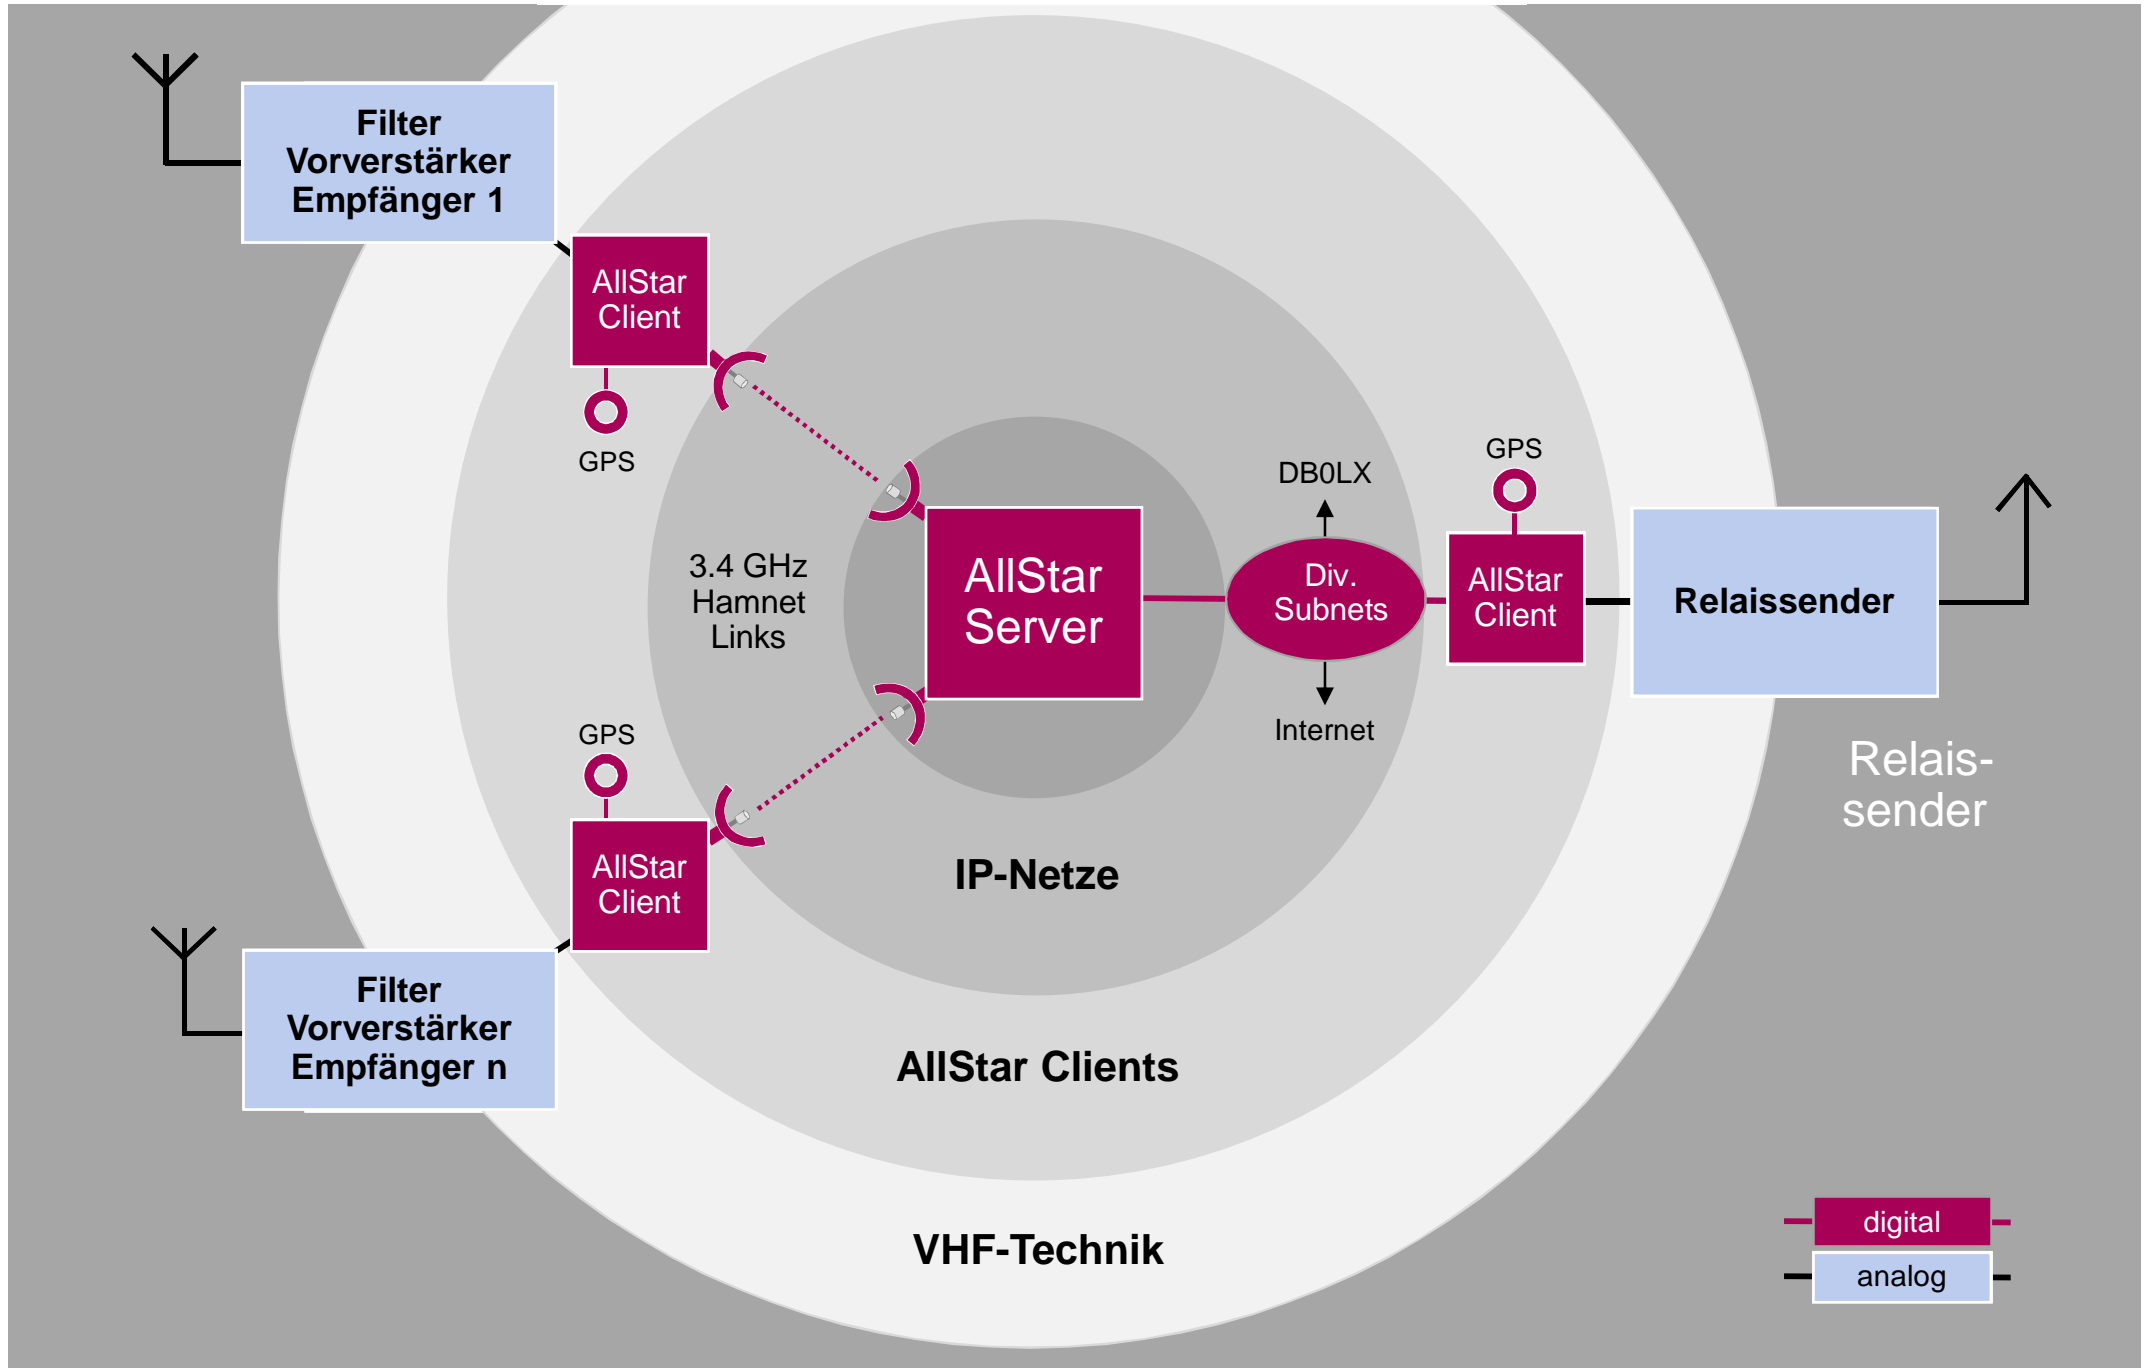 Filter
Vorverstärker
Empfänger 1
AllStar
Client
GPS
3.4 GHz
Hamnet
Links
AllStar
Server
DB0LX
Div.
Subnets
Internet
GPS
AllStar
Client
Relaissender
Relais-
sender
GPS
AllStar
Client
Filter
Vorverstärker
Empfänger n
IP-Netze
AllStar Clients
VHF-Technik
digital
analog